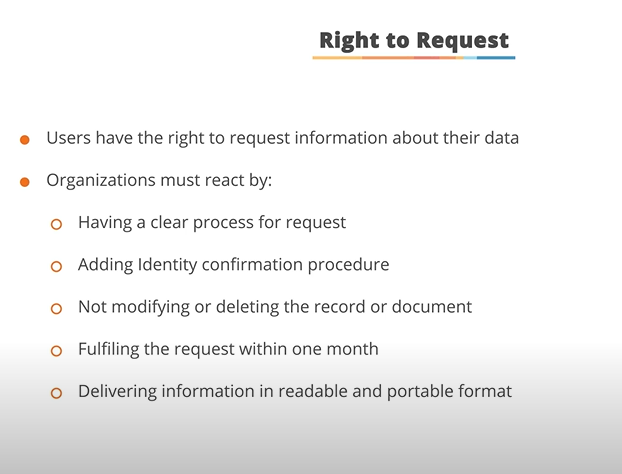 Right to Request
Users have the right to request information about their data
Organizations must react by:
Having a clear process for request
Adding Identity confirmation procedure
Not modifying or deleting the record or document
Fulfiling the request within one month
Delivering information in readable and portable format